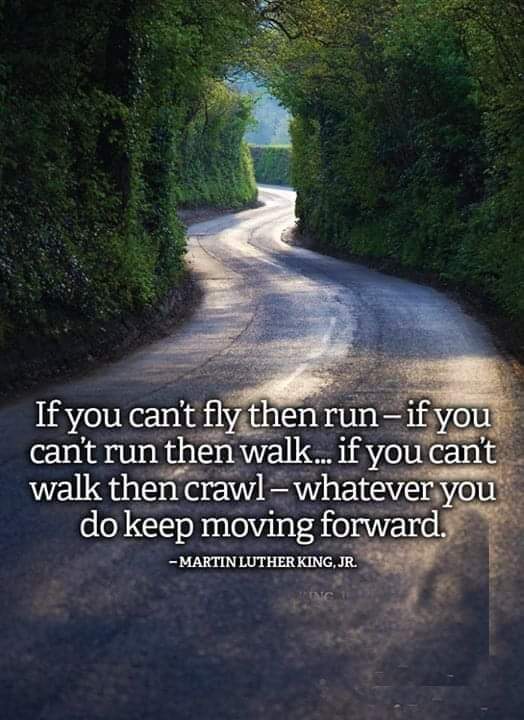 If you can't fly then run – if you
can't run then walk... if you can't
walk then crawl – whatever you
do keep moving forward.
– MARTIN LUTHER KING, JR.